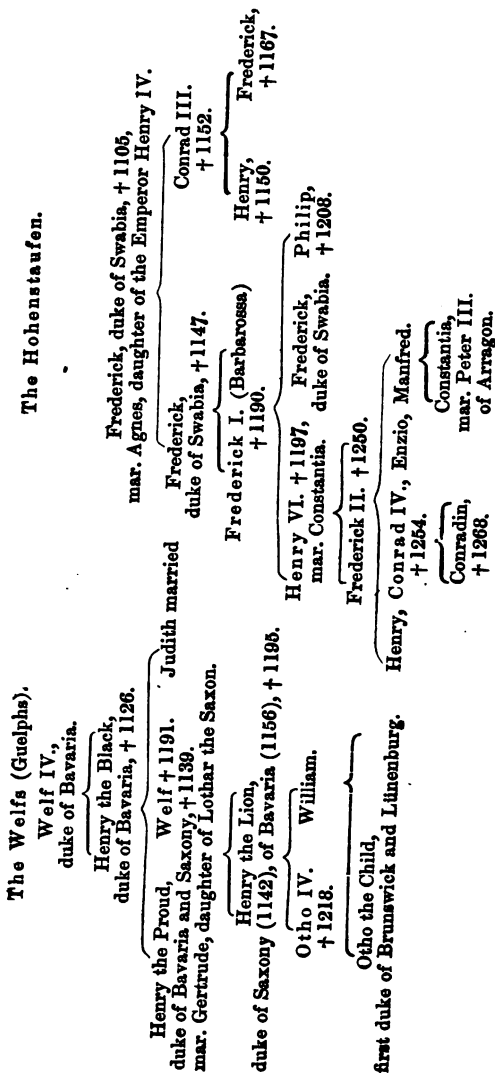 The Welfs (Guelphs).
Welf IV.,
duke of Bavaria.
Henry the Black,
duke of Bavaria, †1126.
Henry the Proud, Welf †1191. Judith married
duke of Bavaria and Saxony, †1139.
mar. Gertrude, daughter of Lothar the Saxon.
Henry the Lion,
duke of Saxony (1142), of Bavaria (1156), †1195.
Otho IV. William.
†1218.
Otho the Child,
first duke of Brunswick and Lünenburg.
The Hohenstaufen.
Frederick, duke of Swabia, †1105,
mar. Agnes, daughter of the Emperor Henry IV.
Frederick, Conrad III.
duke of Swabia, †1147. †1152.
Frederick I. (Barbarossa) Henry, Frederick,
†1190. †1150. †1167.
Henry VI. †1197, Frederick, Philip,
mar. Constantia. duke of Swabia. †1208.
Frederick II. †1250.
Henry, Conrad IV., Enzio, Manfred.
†1254.
Conradin, Constantia,
†1268. mar. Peter III.
of Arragon.